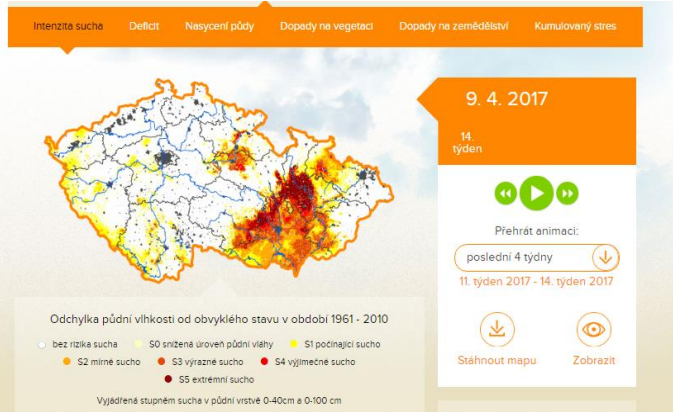 Intenzita sucha Deficit Nasycení půdy Dopady na vegetaci Dopady na zemědělství Kumulovaný stres
9. 4. 2017
14.
týden
Přehrát animaci:
poslední 4 týdny
11. týden 2017 - 14. týden 2017
Stáhnout mapu Zobrazit
Odchylka půdní vlhkosti od obvyklého stavu v období 1961 - 2010
bez rizika sucha S0 snížená úroveň půdní vláhy S1 počínající sucho
S2 mírné sucho S3 výrazné sucho S4 výjimečné sucho
S5 extrémní sucho
Vyjádřená stupněm sucha v půdní vrstvě 0-40cm a 0-100 cm